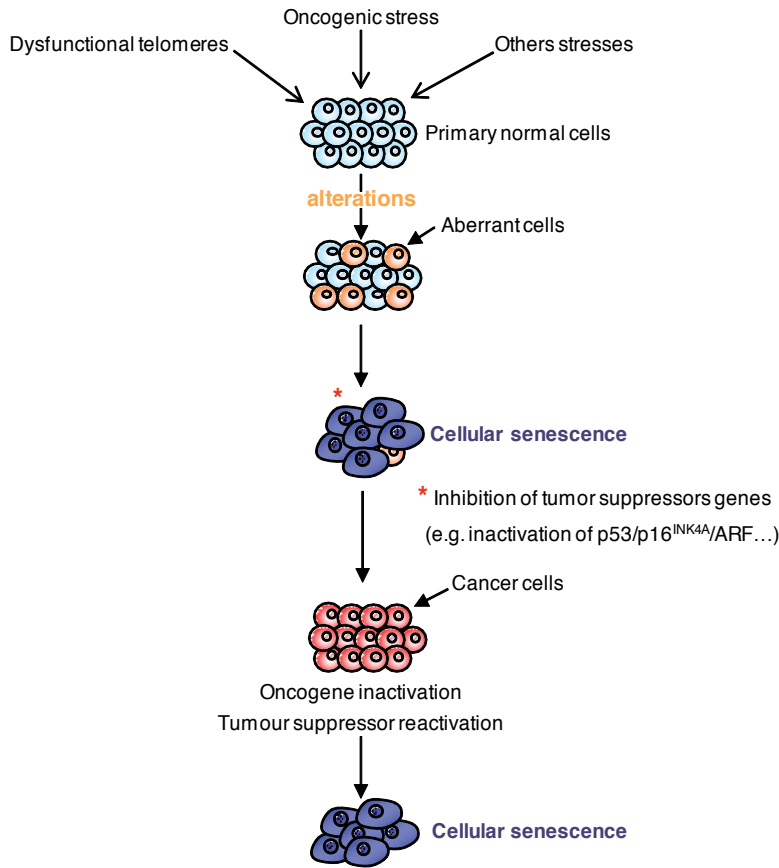 Oncogenic stress
Dysfunctional telomeres
Others stresses
Primary normal cells
alterations
Aberrant cells
*
Cellular senescence
* Inhibition of tumor suppressors genes
(e.g. inactivation of p53/p16INK4A/ARF…)
Cancer cells
Oncogene inactivation
Tumour suppressor reactivation
Cellular senescence